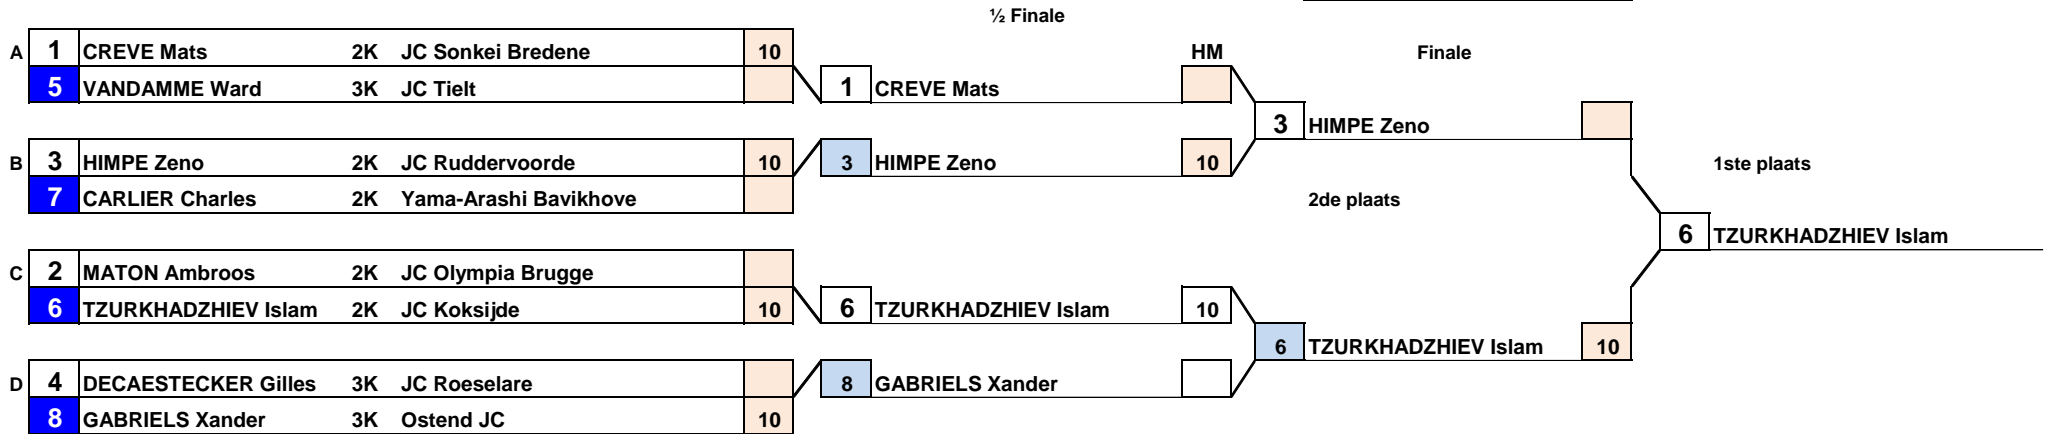 ½ Finale
A 1 CREVE Mats 2K JC Sonkei Bredene 10 HM Finale
5 VANDAMME Ward 3K JC Tielt 1 CREVE Mats
3 HIMPE Zeno
B 3 HIMPE Zeno 2K JC Ruddervoorde 10 3 HIMPE Zeno 10 1ste plaats
7 CARLIER Charles 2K Yama-Arashi Bavikhove 2de plaats
6 TZURKHADZHIEV Islam
C 2 MATON Ambroos 2K JC Olympia Brugge
6 TZURKHADZHIEV Islam 2K JC Koksijde 10 6 TZURKHADZHIEV Islam 10
6 TZURKHADZHIEV Islam 10
D 4 DECAESTECKER Gilles 3K JC Roeselare 8 GABRIELS Xander
8 GABRIELS Xander 3K Ostend JC 10